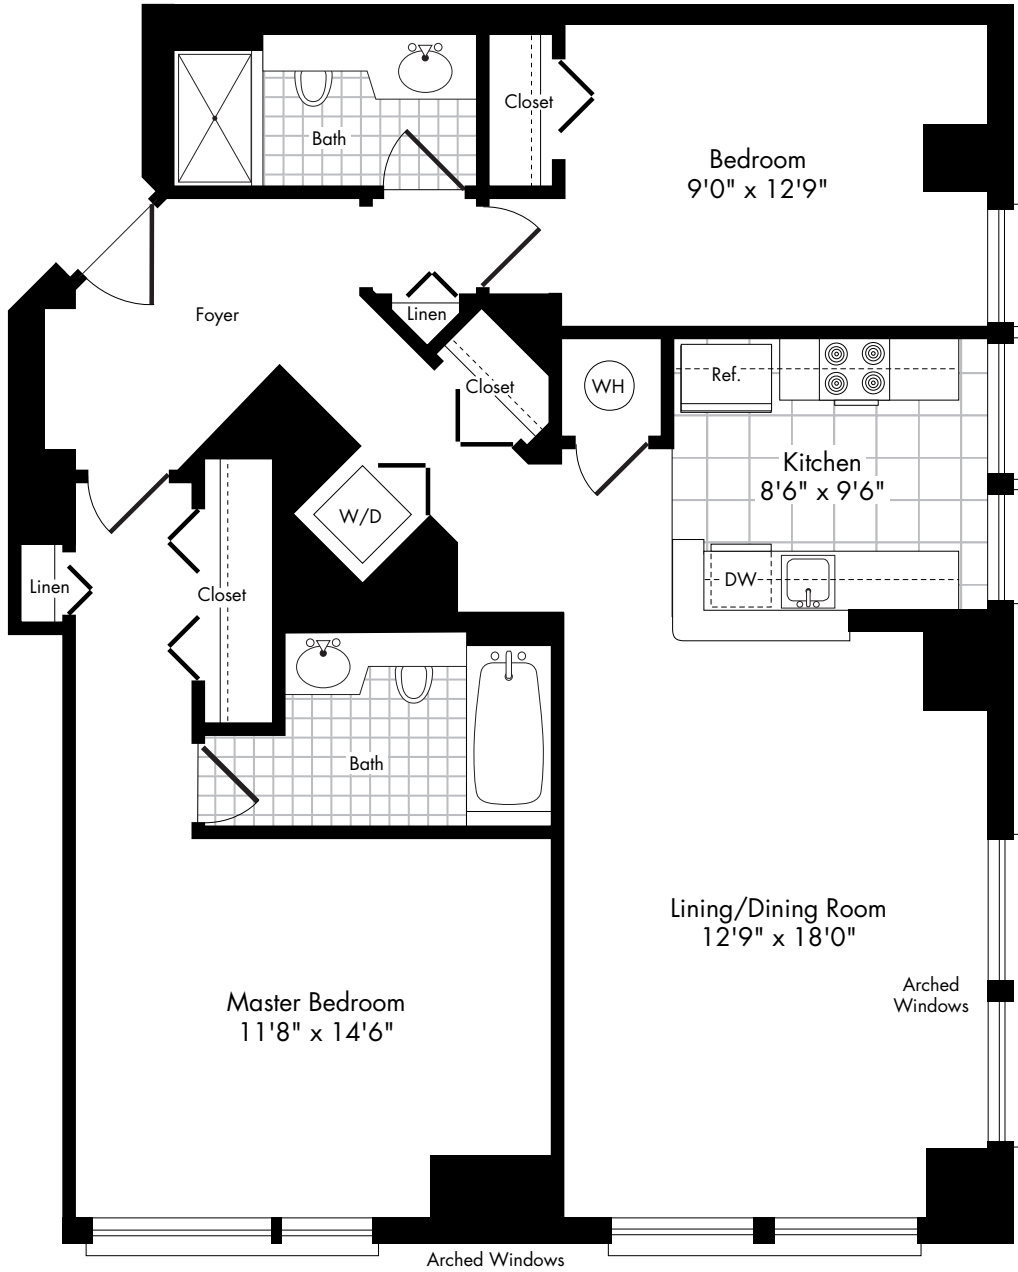 Closet
Bath
Bedroom
9'0" x 12'9"
Foyer
Linen
Closet
WH
Ref.
Kitchen
8'6" x 9'6"
W/D
DW
Linen
Closet
Bath
Lining/Dining Room
12'9" x 18'0"
Arched
Windows
Master Bedroom
11'8" x 14'6"
Arched Windows